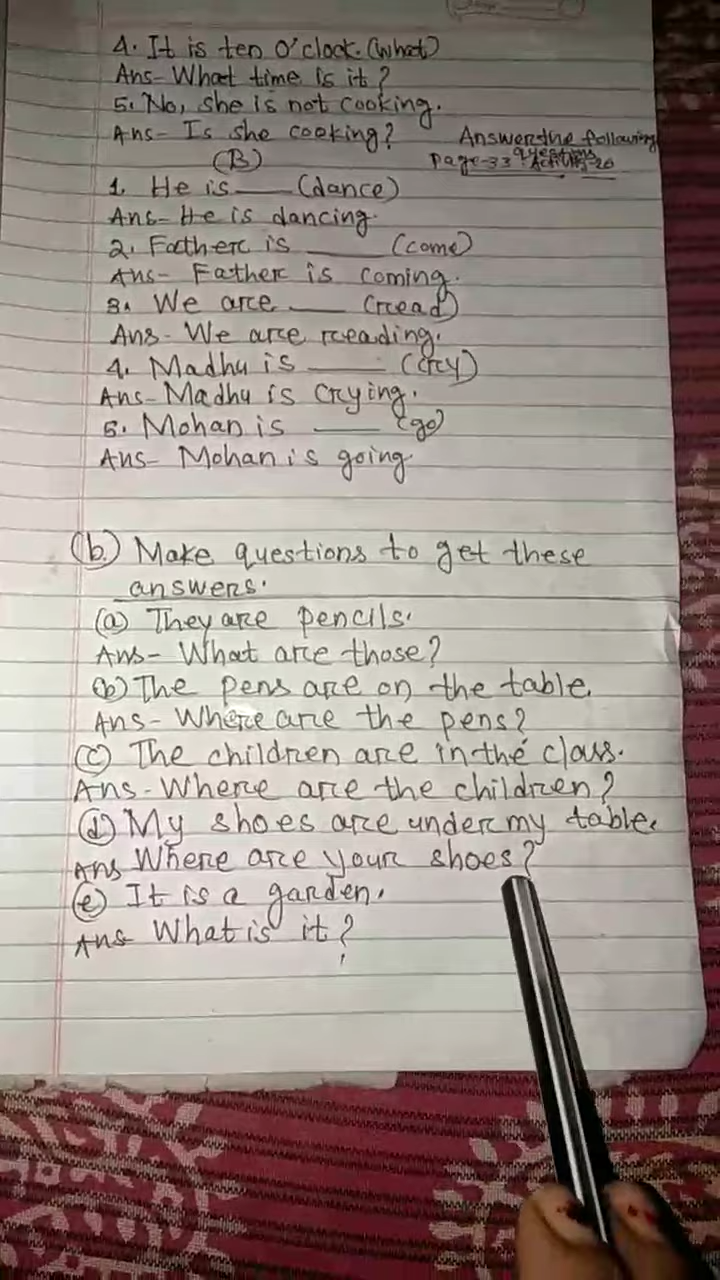 4. It is ten O'clock. (what)
Ans- What time is it?
5. No, she is not cooking.
Ans- Is she cooking?
Answer the following
Page-33
(B)
1. He is ___ (dance)
Ans- He is dancing.
2. Father is ___ (come)
Ans- Father is coming.
3. We are ___ (read)
Ans- We are reading.
4. Madhu is ___ (cry)
Ans- Madhu is crying.
5. Mohan is ___ (go)
Ans- Mohan is going
(b.) Make questions to get these
answers.
(a) They are pencils.
Ans- What are those?
(b) The pens are on the table.
Ans- Where are the pens?
(c) The children are in the class.
Ans- Where are the children?
(d) My shoes are under my table.
Ans Where are your shoes?
(e) It is a garden.
Ans What is it?